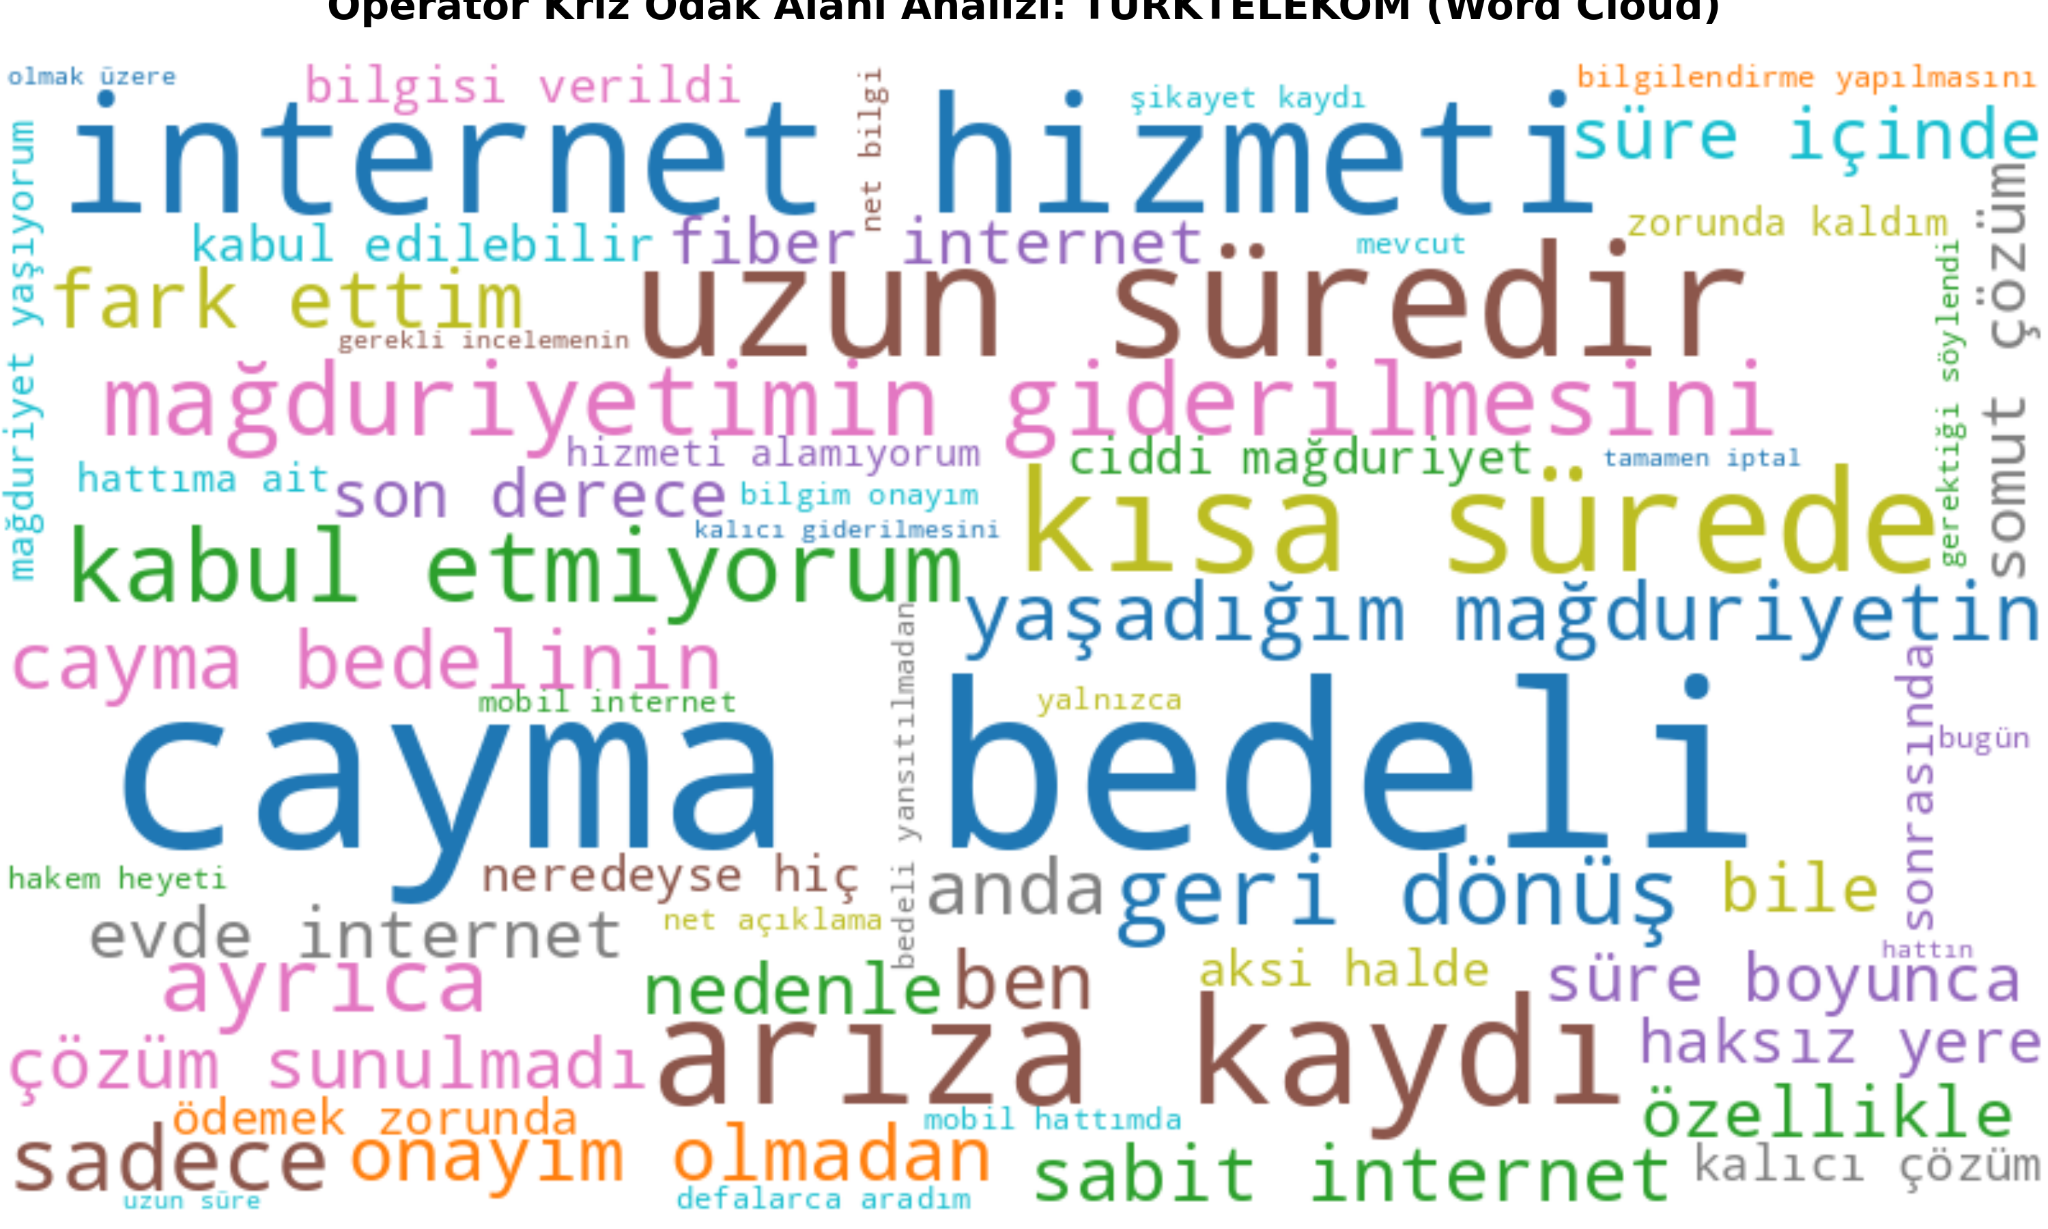 Operatör Kriz Odak Alanı Analizi: TURKTELEKOM (Word Cloud)
olmak üzere
bilgisi verildi
net bilgi
şikayet kaydı
bilgilendirme yapılmasını
internet hizmeti
süre içinde
mağduriyet yaşıyorum
kabul edilebilir
fiber internet
mevcut
zorunda kaldım
somut çözüm
fark ettim
uzun süredir
gerektiği söylendi
gerekli incelemenin
mağduriyetimin giderilmesini
hizmeti alamıyorum
ciddi mağduriyet
tamamen iptal
hattıma ait
son derece
bilgim onayım
kısa sürede
kalıcı giderilmesini
kabul etmiyorum
yaşadığım mağduriyetin
cayma bedelinin
bedeli yansıtılmadan
sonrasında
mobil internet
yalnızca
bugün
cayma bedeli
hakem heyeti
neredeyse hiç
anda
geri dönüş
bile
evde internet
net açıklama
hattın
ayrıca
nedenle
ben
aksi halde
süre boyunca
çözüm sunulmadı
arıza kaydı
haksız yere
ödemek zorunda
mobil hattımda
özellikle
sadece
onayım olmadan
sabit internet
kalıcı çözüm
uzun süre
defalarca aradım